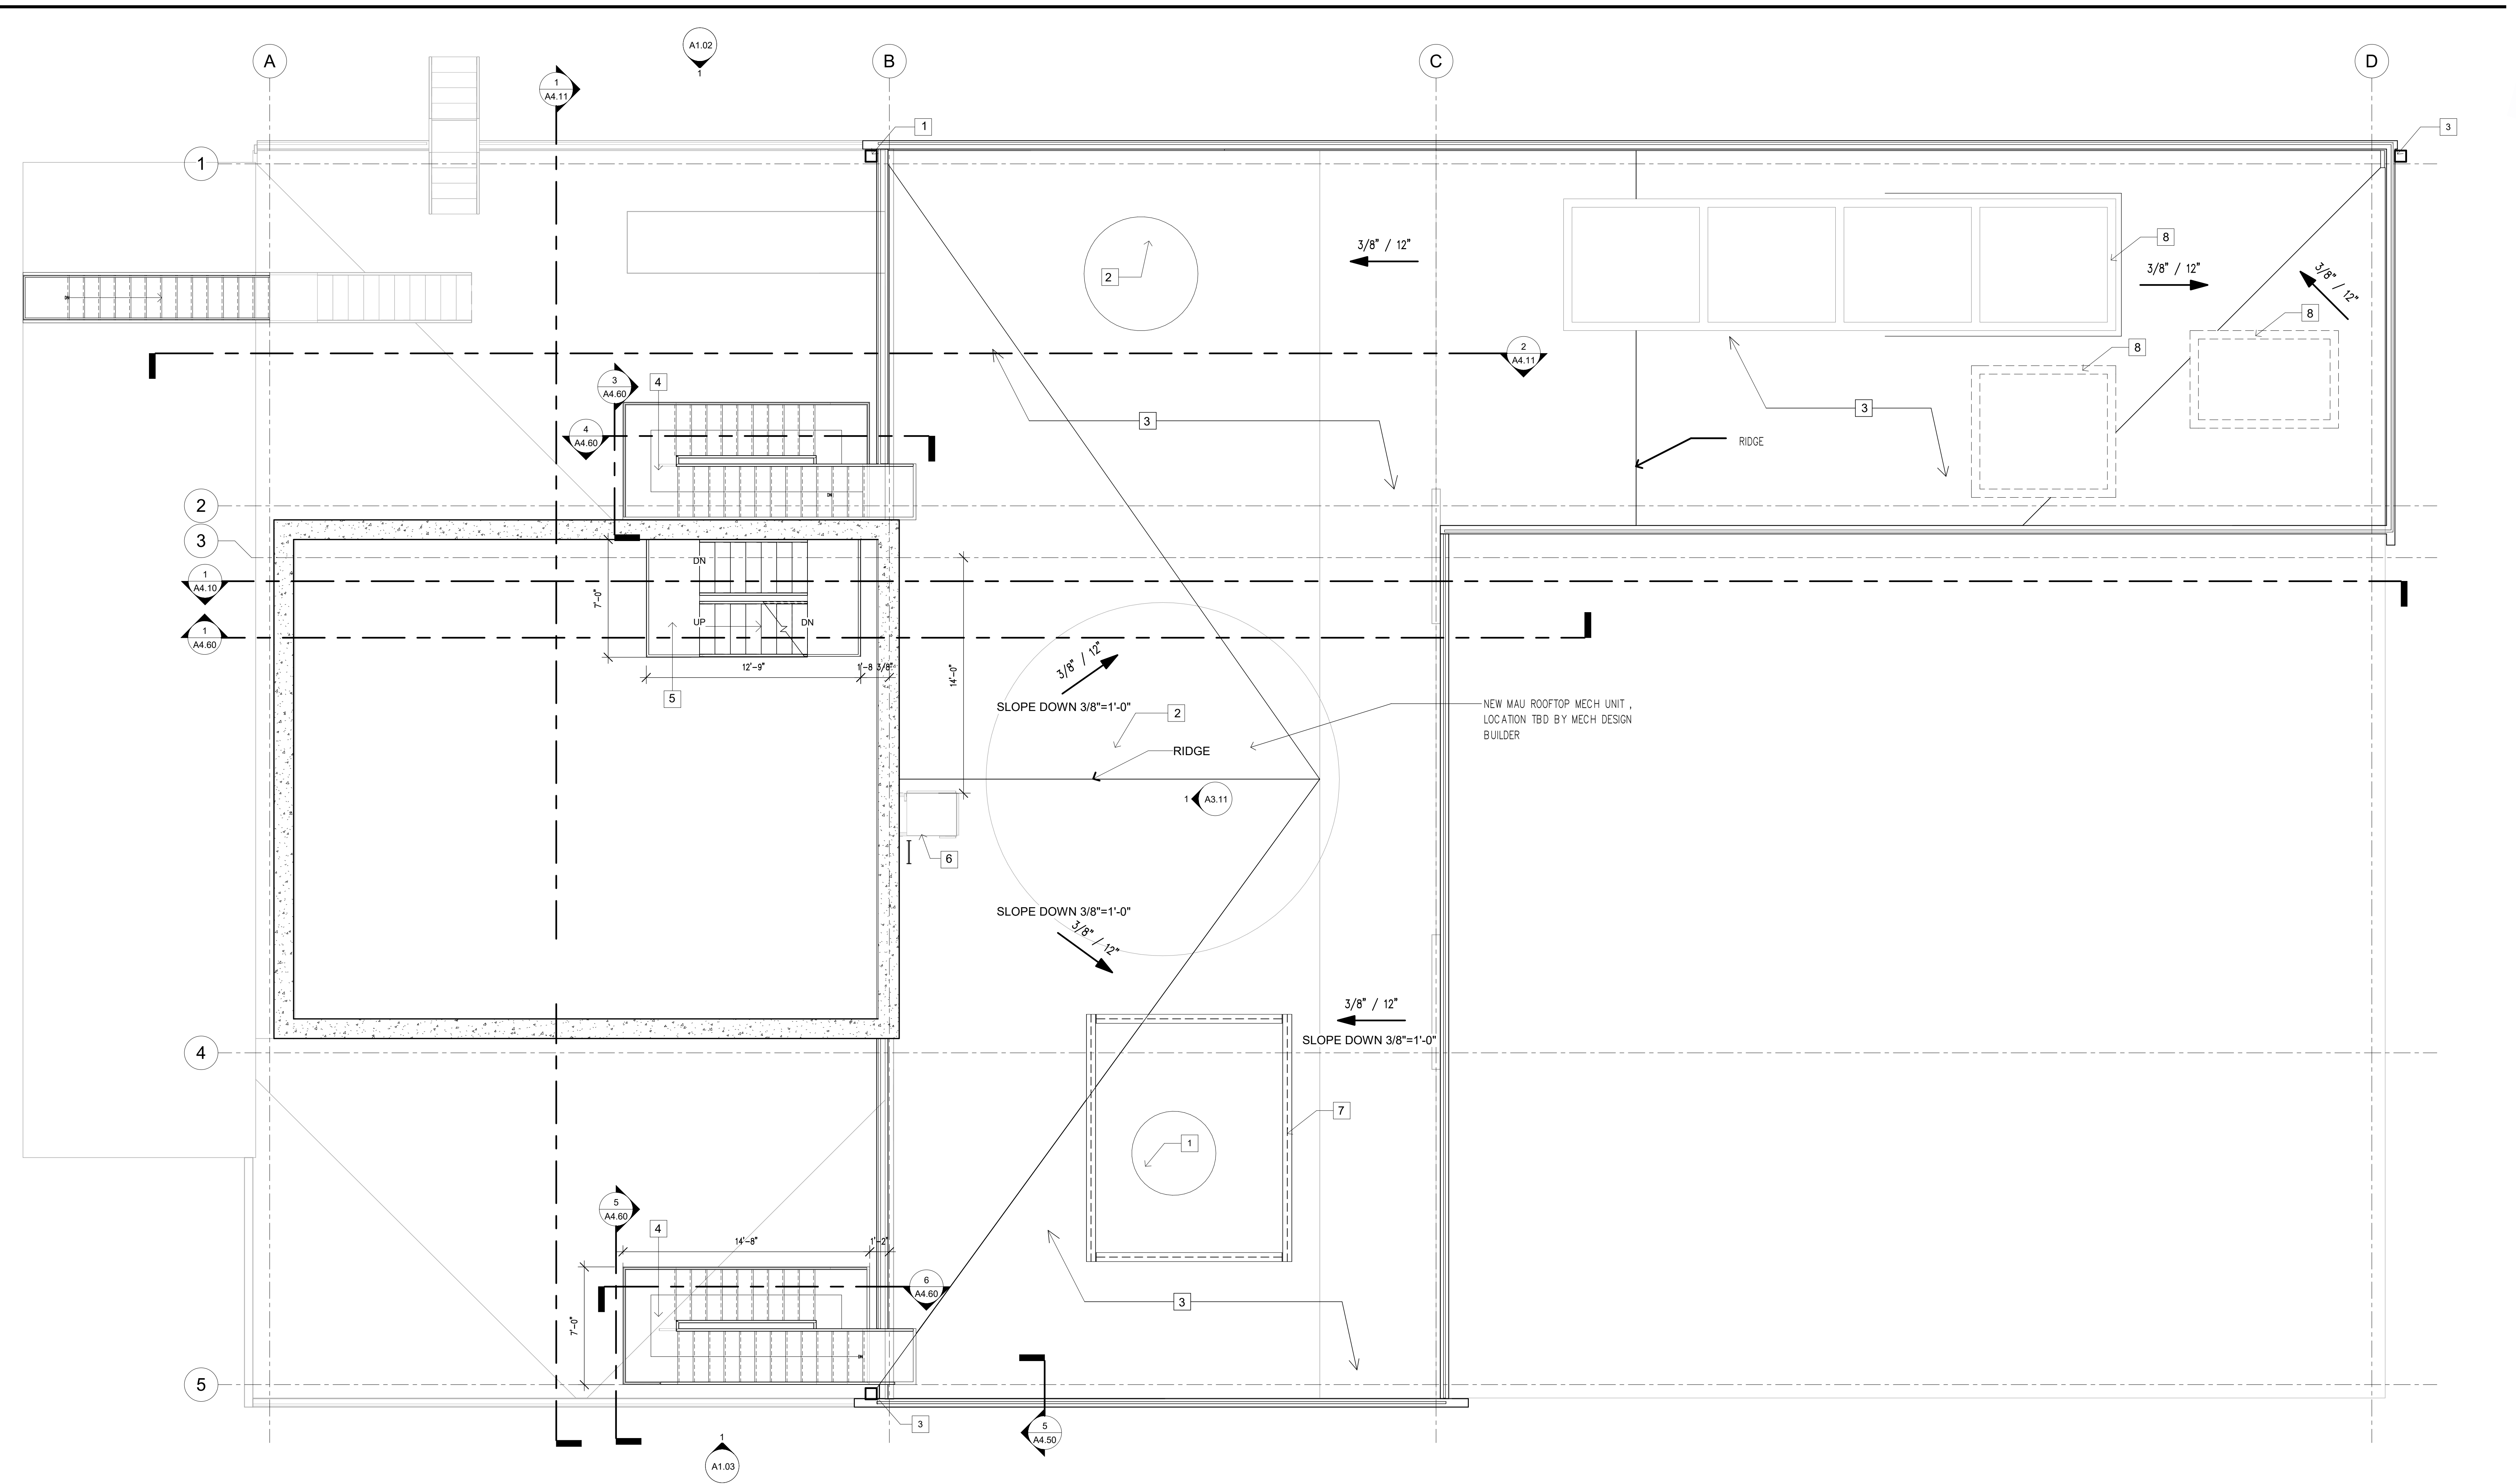 A1.02
1
A
B
C
D
1
A4.11
1
3
1
3/8" / 12"
8
3/8" / 12"
3/8" / 12"
2
8
8
2
A4.11
3
A4.60
4
3
3
4
A4.60
RIDGE
2
3
DN
1
A4.10
7'-0"
UP
DN
1
A4.60
12'-9"
1'-8 3/8"
14'-0"
3/8" / 12"
5
SLOPE DOWN 3/8"=1'-0"
2
NEW MAU ROOFTOP MECH UNIT ,
LOCATION TBD BY MECH DESIGN
BUILDER
RIDGE
1
A3.11
6
SLOPE DOWN 3/8"=1'-0"
3/8" / 12"
3/8" / 12"
SLOPE DOWN 3/8"=1'-0"
4
7
1
5
A4.60
4
14'-8"
1'-2"
6
A4.60
3
7'-0"
5
3
5
A4.50
1
A1.03